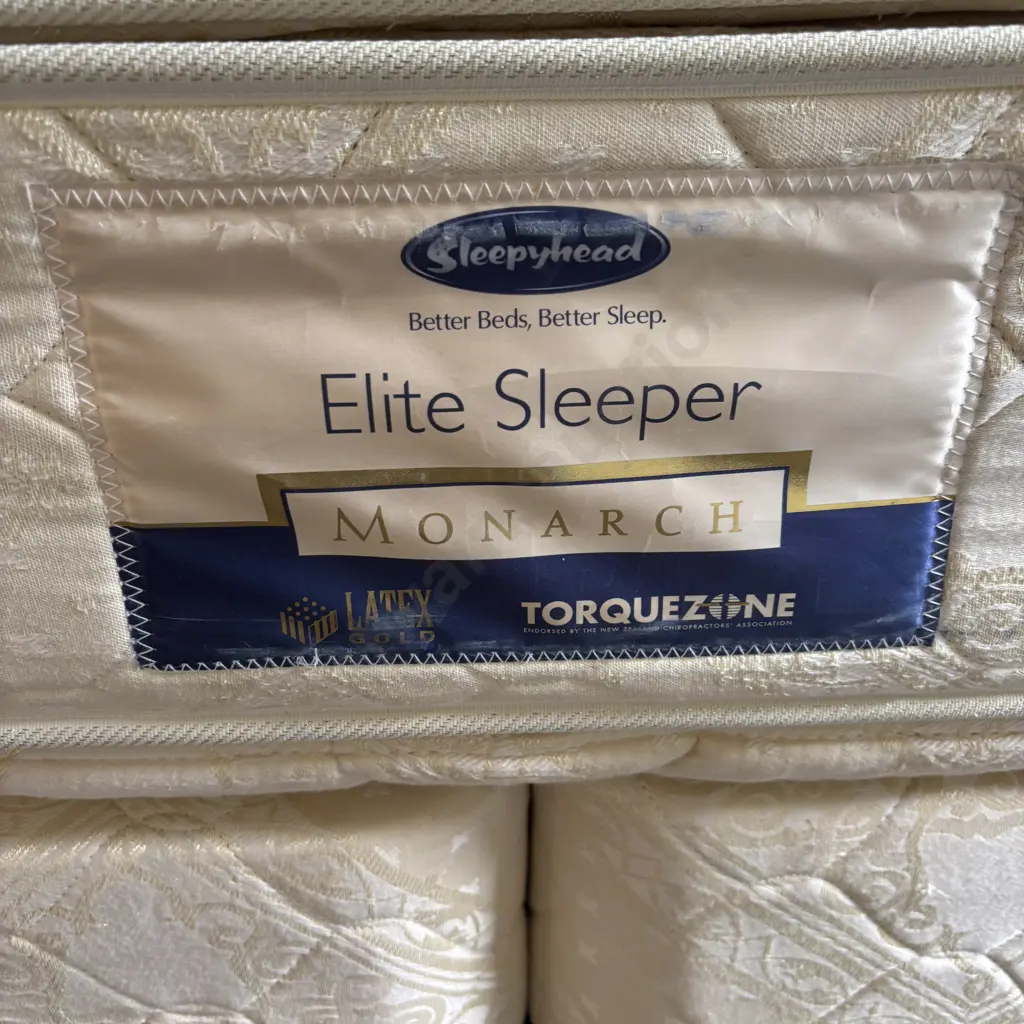 Sleepyhead
Better Beds, Better Sleep.
Elite Sleeper
MONARCH
LATEX
GOLD
TORQUEZONE
ENDORSED BY THE NEW ZEALAND CHIROPRACTORS' ASSOCIATION